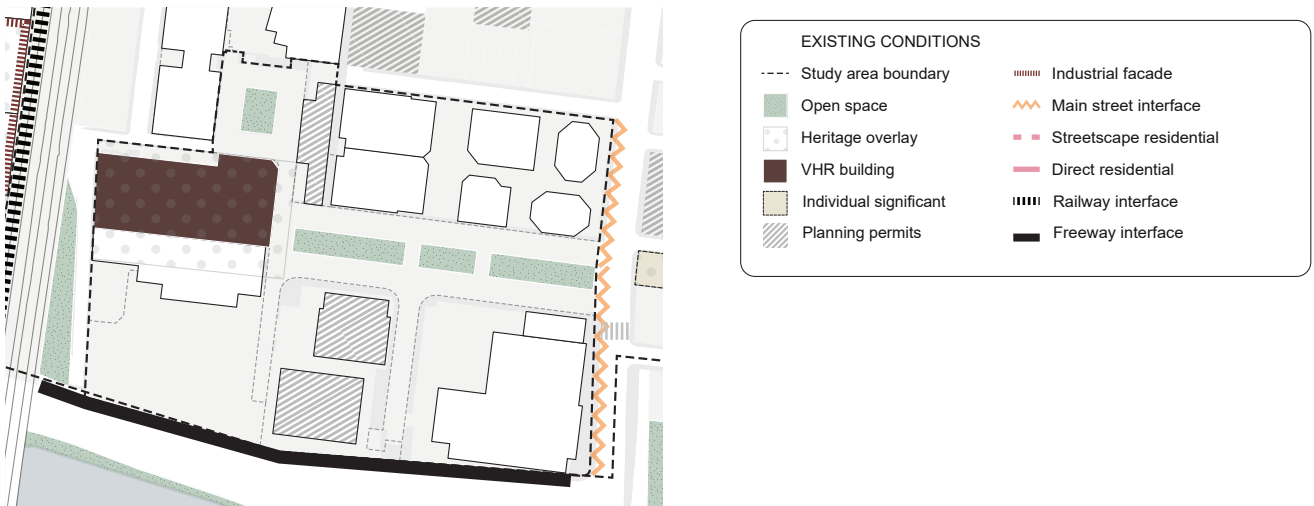 EXISTING CONDITIONS
Study area boundary
Open space
Heritage overlay
VHR building
Individual significant
Planning permits
Industrial facade
Main street interface
Streetscape residential
Direct residential
Railway interface
Freeway interface